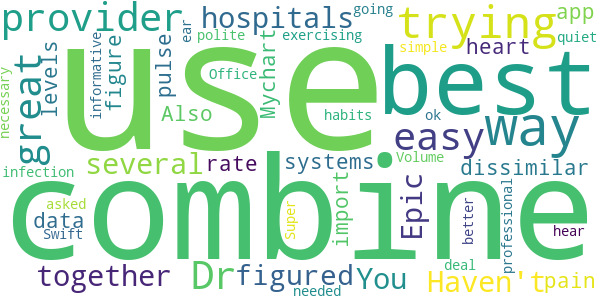 provider hospitals trying going app
ear polite exercising quiet
necessary great levels informative figure use pulse Office Mychart heart simple best
Also habits ok easy way
infection several rate systems Volume dissimilar
asked combine import Epic
data Swift Super better professional hear
together Dr figured You deal Haven't pain
needed